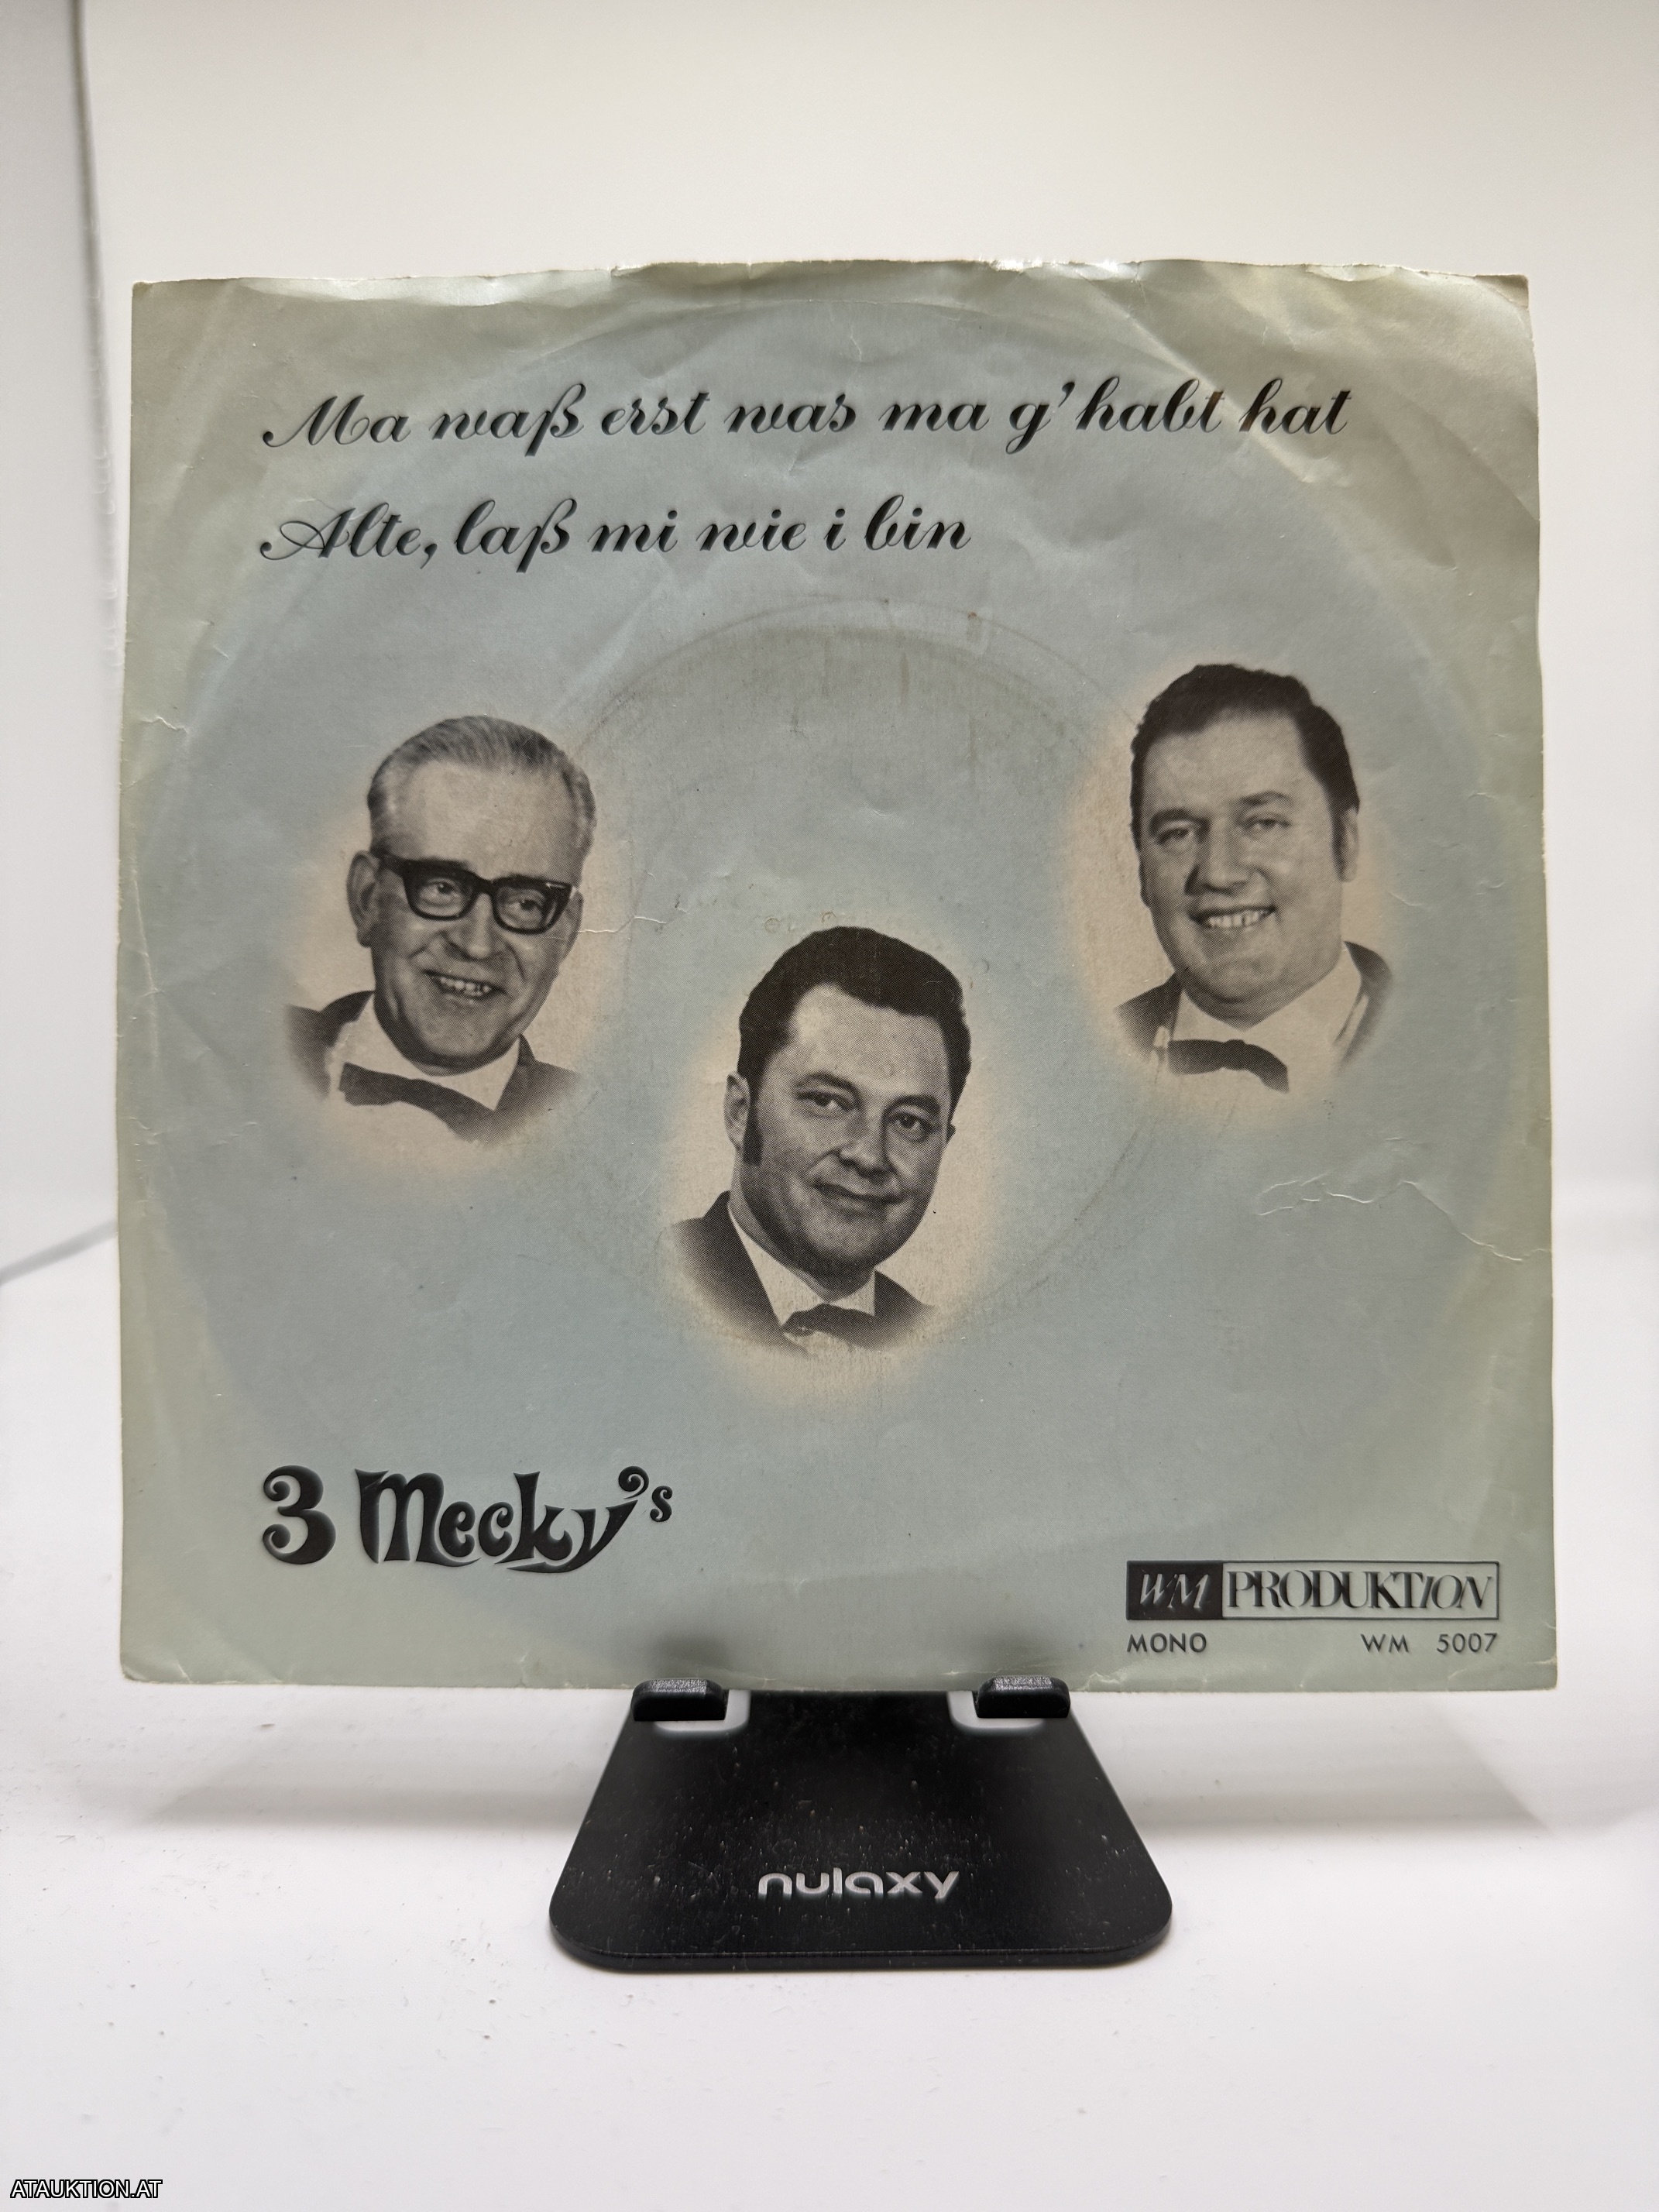 Ma waß erst was ma g'habt hat
Alte, laß mi wie i bin
3 Mecky's
WM PRODUKTION
MONO WM 5007
nulaxy
ATAUKTION.AT